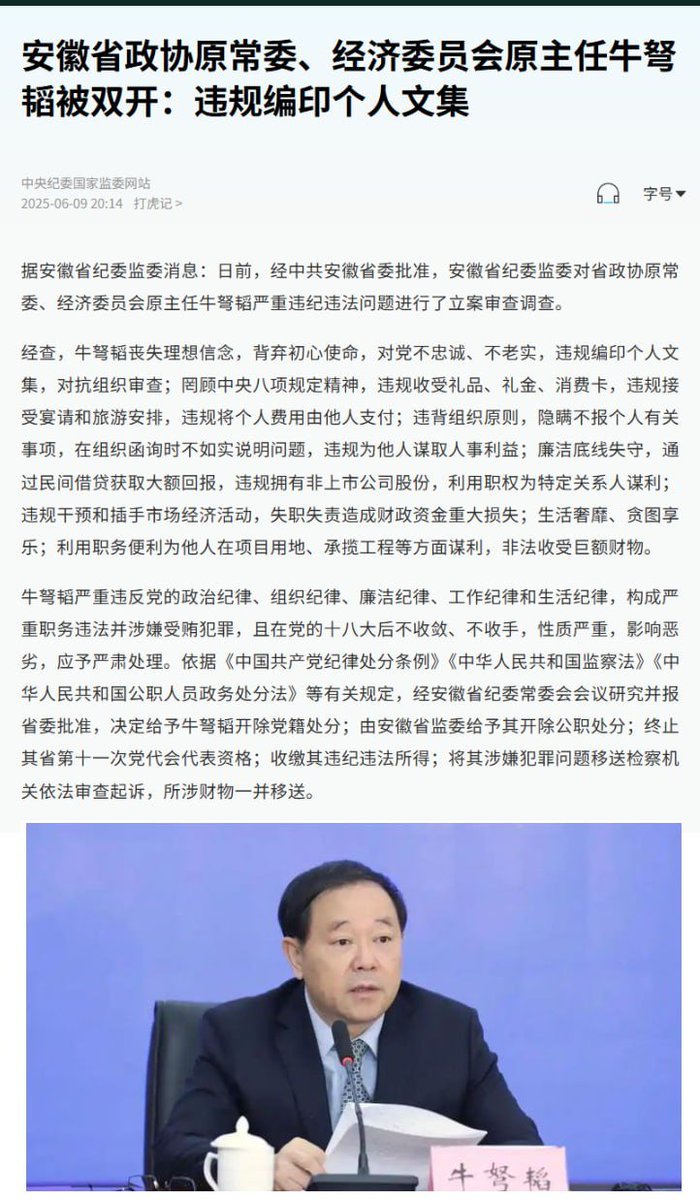 安徽省政协原常委、经济委员会原主任牛弩
韬被双开：违规编印个人文集
中央纪委国家监委网站
2025-06-09 20:14 打虎记 >
字号
据安徽省纪委监委消息：日前，经中共安徽省委批准，安徽省纪委监委对省政协原常
委、经济委员会原主任牛弩韬严重违纪违法问题进行了立案审查调查。
经查，牛弩韬丧失理想信念，背弃初心使命，对党不忠诚、不老实，违规编印个人文
集，对抗组织审查；罔顾中央八项规定精神，违规收受礼品、礼金、消费卡，违规接
受宴请和旅游安排，违规将个人费用由他人支付；违背组织原则，隐瞒不报个人有关
事项，在组织函询时不如实说明问题，违规为他人谋取人事利益；廉洁底线失守，通
过民间借贷获取大额回报，违规拥有非上市公司股份，利用职权为特定关系人谋利；
违规干预和插手市场经济活动，失职失责造成财政资金重大损失；生活奢靡、贪图享
乐；利用职务便利为他人在项目用地、承揽工程等方面谋利，非法收受巨额财物。
牛弩韬严重违反党的政治纪律、组织纪律、廉洁纪律、工作纪律和生活纪律，构成严
重职务违法并涉嫌受贿犯罪，且在党的十八大后不收敛、不收手，性质严重，影响恶
劣，应予严肃处理。依据《中国共产党纪律处分条例》《中华人民共和国监察法》《中
华人民共和国公职人员政务处分法》等有关规定，经安徽省纪委常委会会议研究并报
省委批准，决定给予牛弩韬开除党籍处分；由安徽省监委给予其开除公职处分；终止
其省第十一次党代会代表资格；收缴其违纪违法所得；将其涉嫌犯罪问题移送检察机
关依法审查起诉，所涉财物一并移送。
牛弩韬